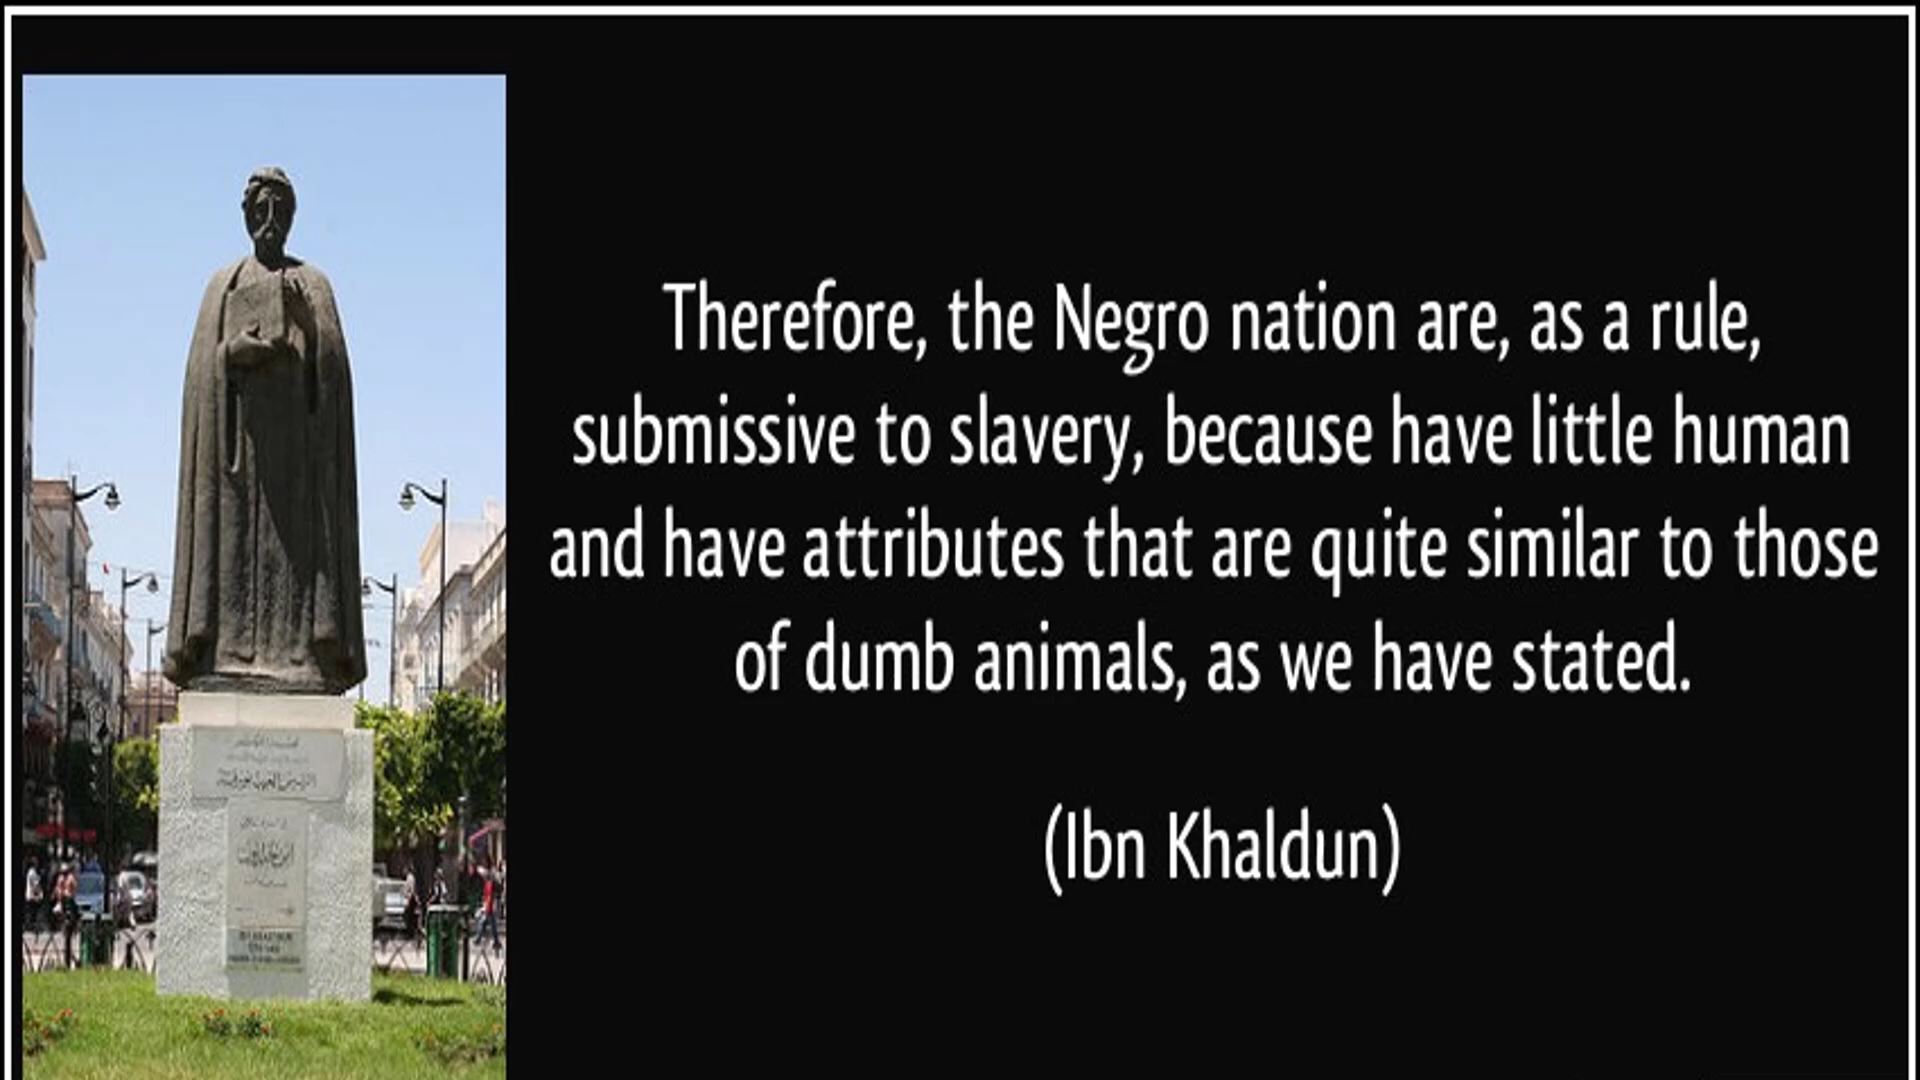 Therefore, the Negro nation are, as a rule,
submissive to slavery, because have little human
and have attributes that are quite similar to those
of dumb animals, as we have stated.
(Ibn Khaldun)